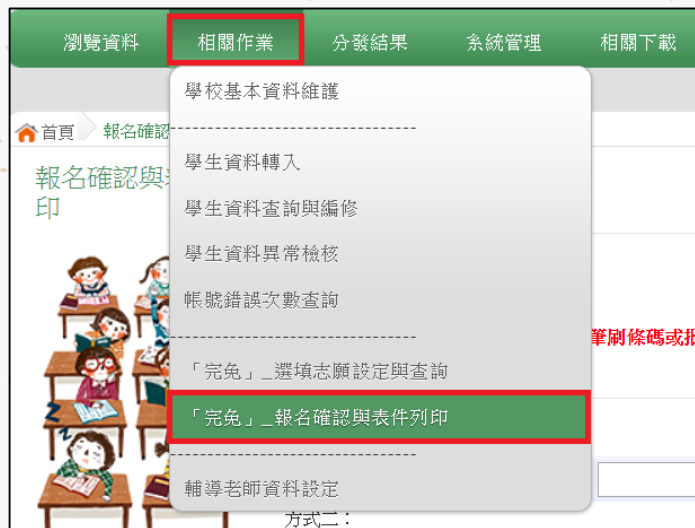 瀏覽資料 相關作業 分發結果 系統管理 相關下載
學校基本資料維護
------------------------------
首頁 報名確認
學生資料轉入
報名確認與
印
學生資料查詢與編修
學生資料異常檢核
帳號錯誤次數查詢
------------------------------
筆刷條碼或批
「完免」_選填志願設定與查詢
「完免」_報名確認與表件列印
------------------------------
輔導老師資料設定
方式二：